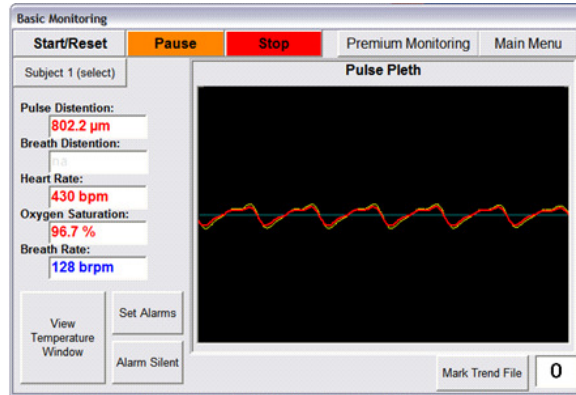 Basic Monitoring
Start/Reset Pause Stop Premium Monitoring Main Menu
Subject 1 (select)
Pulse Pleth
Pulse Distention:
802.2 µm
Breath Distention:
na
Heart Rate:
430 bpm
Oxygen Saturation:
96.7 %
Breath Rate:
128 brpm
View
Temperature
Window
Set Alarms
Alarm Silent
Mark Trend File 0